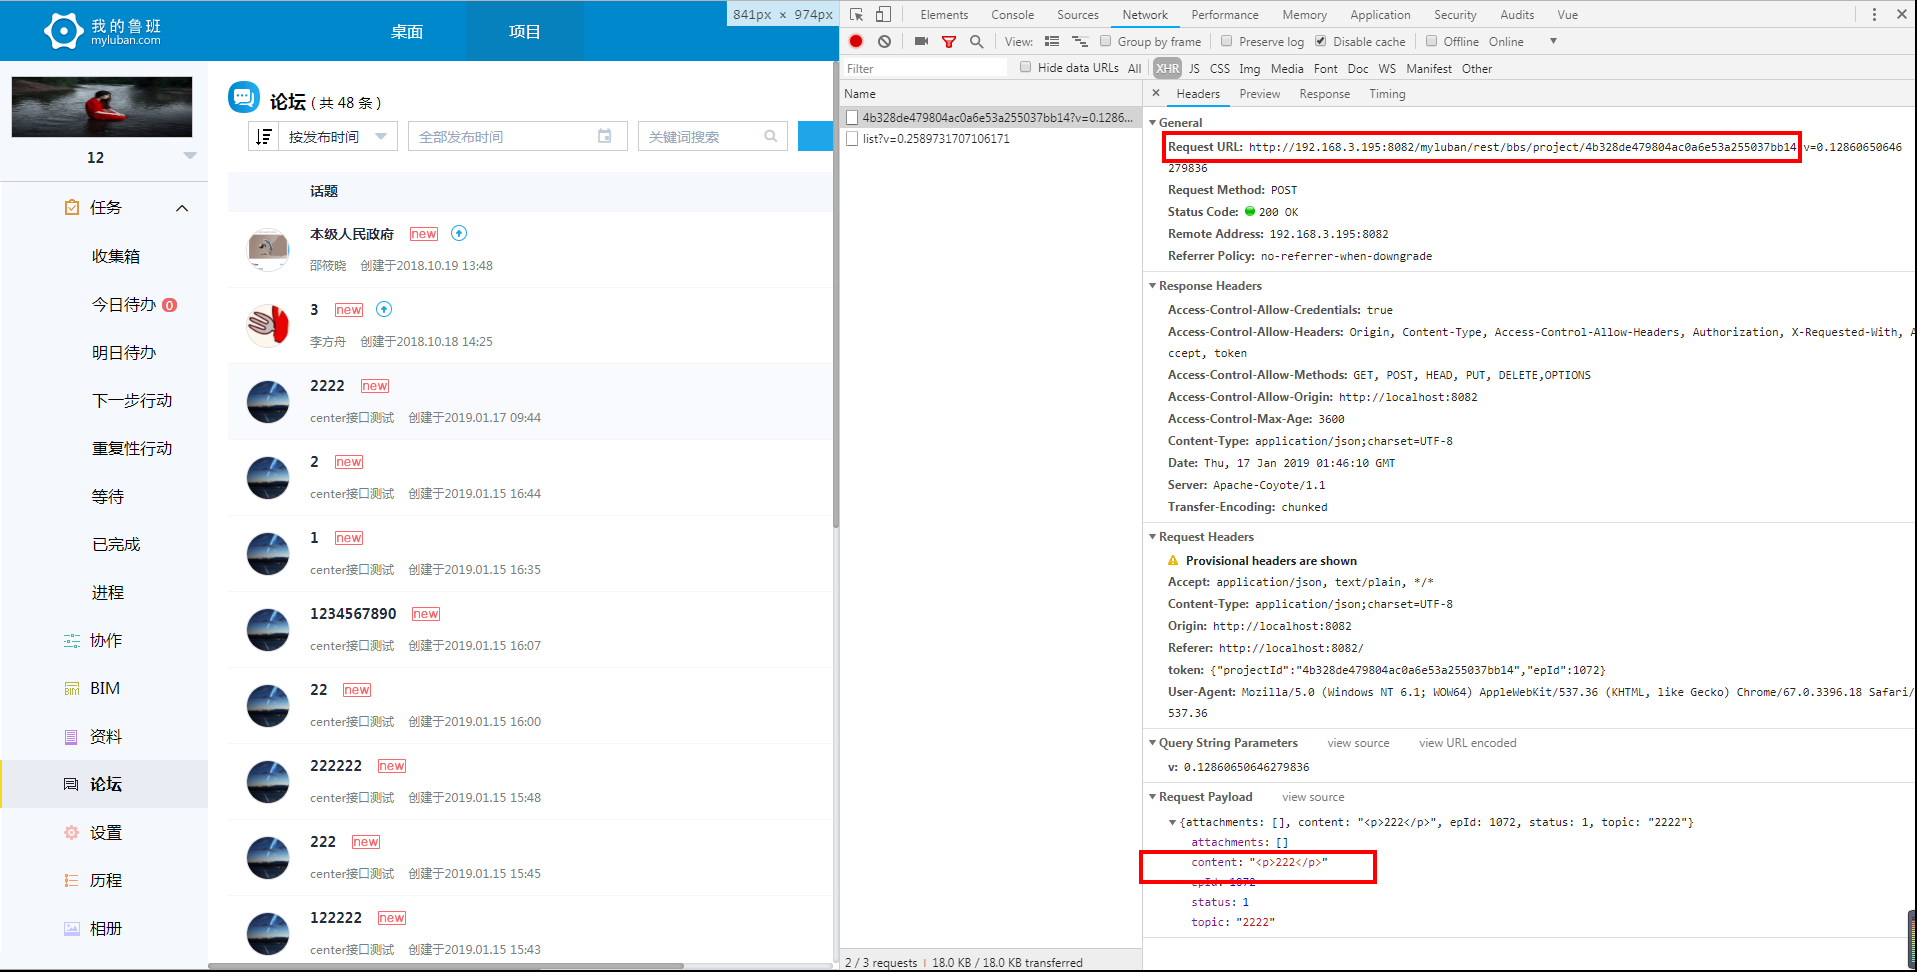 我的鲁班
myluban.com
桌面
项目
841px × 974px
12
任务
收集箱
今日待办 0
明日待办
下一步行动
重复性行动
等待
已完成
进程
协作
BIM
资料
论坛
设置
历程
相册
论坛 ( 共 48 条 )
按发布时间
全部发布时间
关键词搜索
话题
本级人民政府 new
邵筱晓 创建于2018.10.19 13:48
3 new
李方舟 创建于2018.10.18 14:25
2222 new
center接口测试 创建于2019.01.17 09:44
2 new
center接口测试 创建于2019.01.15 16:44
1 new
center接口测试 创建于2019.01.15 16:35
1234567890 new
center接口测试 创建于2019.01.15 16:07
22 new
center接口测试 创建于2019.01.15 16:00
222222 new
center接口测试 创建于2019.01.15 15:48
222 new
center接口测试 创建于2019.01.15 15:45
122222 new
center接口测试 创建于2019.01.15 15:43
Elements Console Sources Network Performance Memory Application Security Audits Vue
View: Group by frame Preserve log Disable cache Offline Online
Filter Hide data URLs All XHR JS CSS Img Media Font Doc WS Manifest Other
Name
4b328de479804ac0a6e53a255037bb14?v=0.1286...
list?v=0.2589731707106171
2 / 3 requests | 18.0 KB / 18.0 KB transferred
Headers Preview Response Timing
General
Request URL: http://192.168.3.195:8082/myluban/rest/bbs/project/4b328de479804ac0a6e53a255037bb14 v=0.12860650646
279836
Request Method: POST
Status Code: 200 OK
Remote Address: 192.168.3.195:8082
Referrer Policy: no-referrer-when-downgrade
Response Headers
Access-Control-Allow-Credentials: true
Access-Control-Allow-Headers: Origin, Content-Type, Access-Control-Allow-Headers, Authorization, X-Requested-With, A
ccept, token
Access-Control-Allow-Methods: GET, POST, HEAD, PUT, DELETE,OPTIONS
Access-Control-Allow-Origin: http://localhost:8082
Access-Control-Max-Age: 3600
Content-Type: application/json;charset=UTF-8
Date: Thu, 17 Jan 2019 01:46:10 GMT
Server: Apache-Coyote/1.1
Transfer-Encoding: chunked
Request Headers
Provisional headers are shown
Accept: application/json, text/plain, */*
Content-Type: application/json;charset=UTF-8
Origin: http://localhost:8082
Referer: http://localhost:8082/
token: {"projectId":"4b328de479804ac0a6e53a255037bb14","epId":1072}
User-Agent: Mozilla/5.0 (Windows NT 6.1; WOW64) AppleWebKit/537.36 (KHTML, like Gecko) Chrome/67.0.3396.18 Safari/
537.36
Query String Parameters view source view URL encoded
v: 0.12860650646279836
Request Payload view source
{attachments: [], content: "<p>222</p>", epId: 1072, status: 1, topic: "2222"}
attachments: []
content: "<p>222</p>"
epId: 1072
status: 1
topic: "2222"